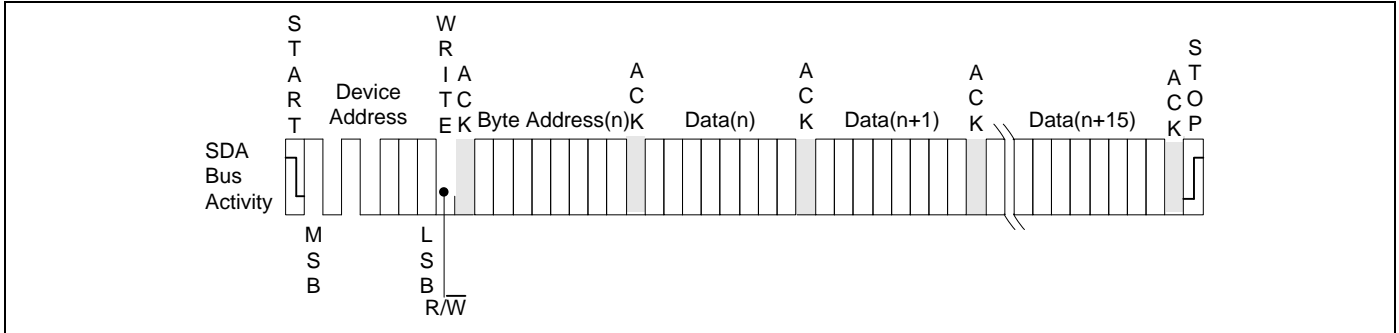 START
WRITE
ACK
ACK
ACK
ACK
ACK
STOP
Device
Address
Byte Address(n)
Data(n)
Data(n+1)
Data(n+15)
SDA
Bus
Activity
MSB
LSB
R/W̅